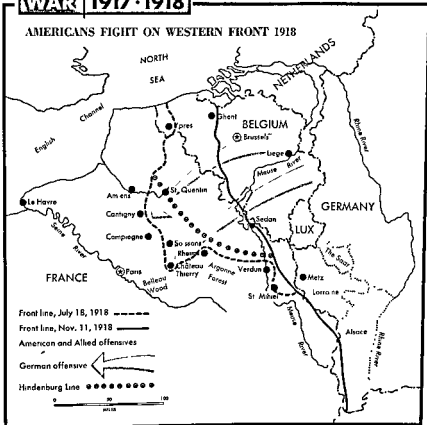 WAR 1917·1918
AMERICANS FIGHT ON WESTERN FRONT 1918
NORTH
SEA
NETHERLANDS
English Channel
Ypres
Ghent
BELGIUM
Brussels
Liege
Rhine River
Meuse River
Amiens
St. Quentin
GERMANY
Le Havre
Cantigny
Sedan
LUX
Seine River
Compiegne
Soissons
The Saar
Rheims
Argonne
Forest
Verdun
Metz
Paris
FRANCE
Chateau
Thierry
Belleau
Wood
St Mihiel
Lorraine
Front line, July 18, 1918
Front line, Nov. 11, 1918
American and Allied offensives
German offensive
Hindenburg Line
Alsace
Rhine River
0 50 100
MILES